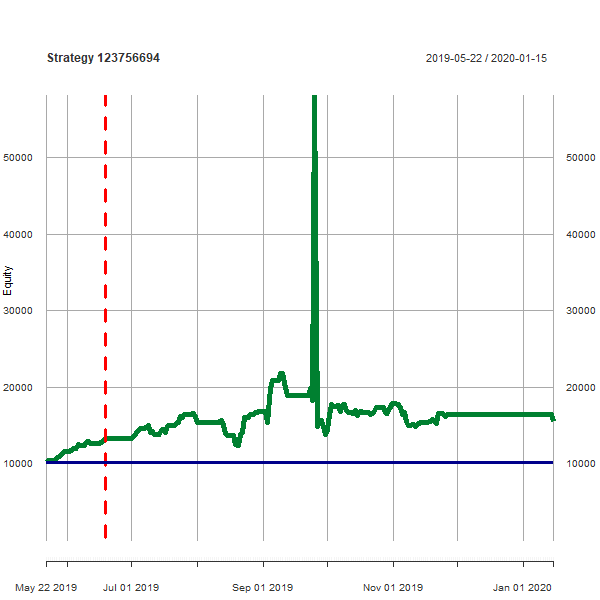 Strategy 123756694
2019-05-22 / 2020-01-15
50000
50000
40000
40000
Equity
30000
30000
20000
20000
10000
10000
May 22 2019
Jul 01 2019
Sep 01 2019
Nov 01 2019
Jan 01 2020